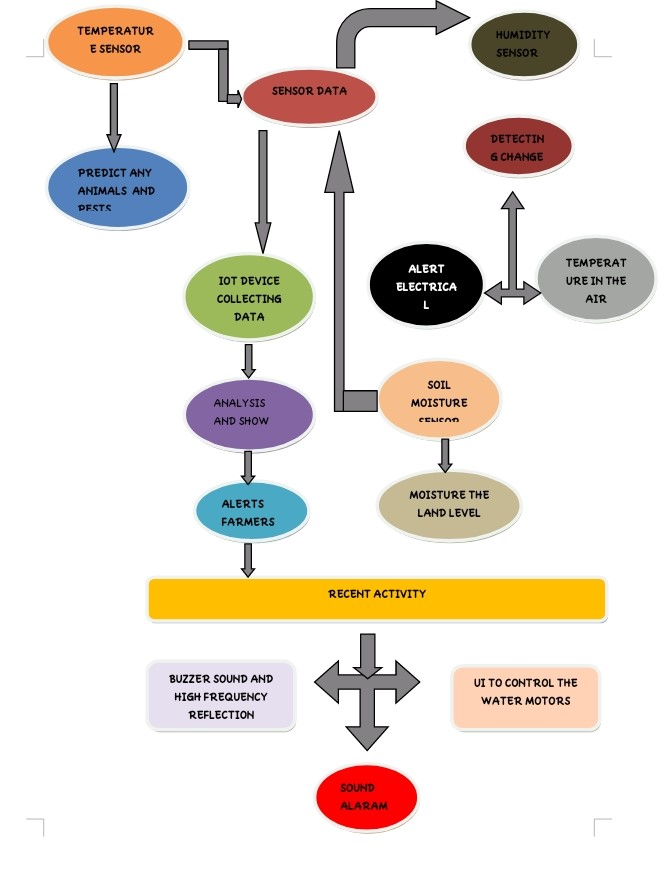 TEMPERATUR
E SENSOR
HUMIDITY
SENSOR
SENSOR DATA
DETECTIN
G CHANGE
PREDICT ANY
ANIMALS AND
PESTS
ALERT
ELECTRICA
L
TEMPERAT
URE IN THE
AIR
IOT DEVICE
COLLECTING
DATA
SOIL
MOISTURE
SENSOR
ANALYSIS
AND SHOW
MOISTURE THE
LAND LEVEL
ALERTS
FARMERS
RECENT ACTIVITY
BUZZER SOUND AND
HIGH FREQUENCY
REFLECTION
UI TO CONTROL THE
WATER MOTORS
SOUND
ALARAM